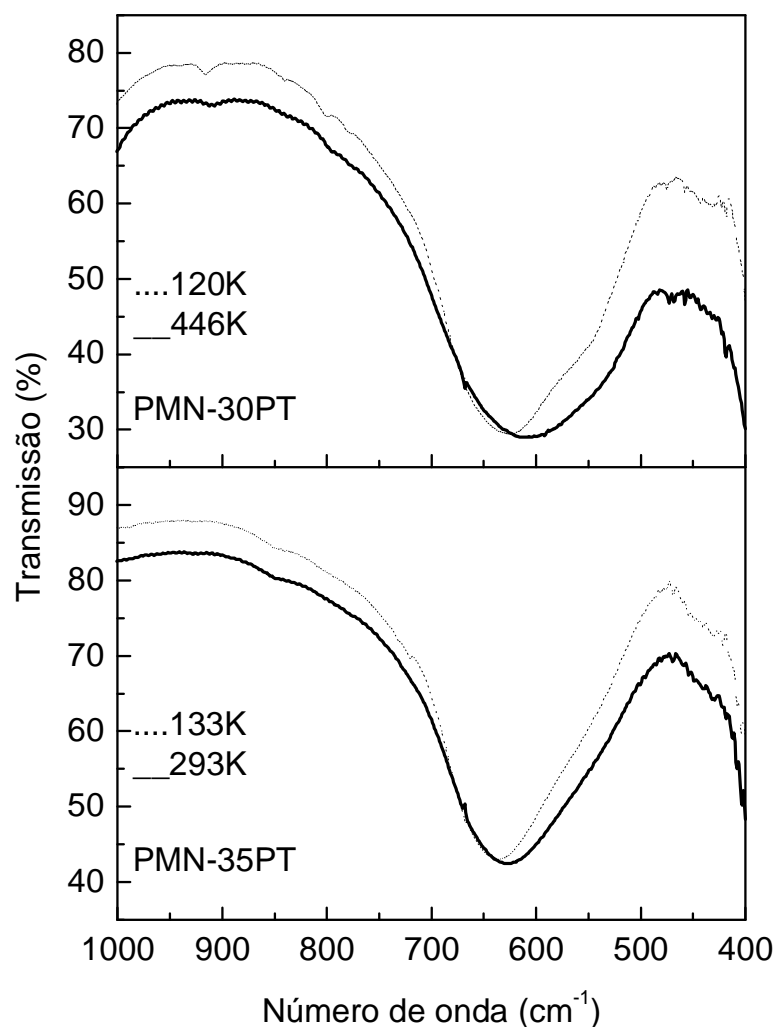 80
70
60
50
40
30
....120K
__446K
PMN-30PT
Transmissão (%)
90
80
70
60
50
40
....133K
__293K
PMN-35PT
1000 900 800 700 600 500 400
Número de onda (cm⁻¹)